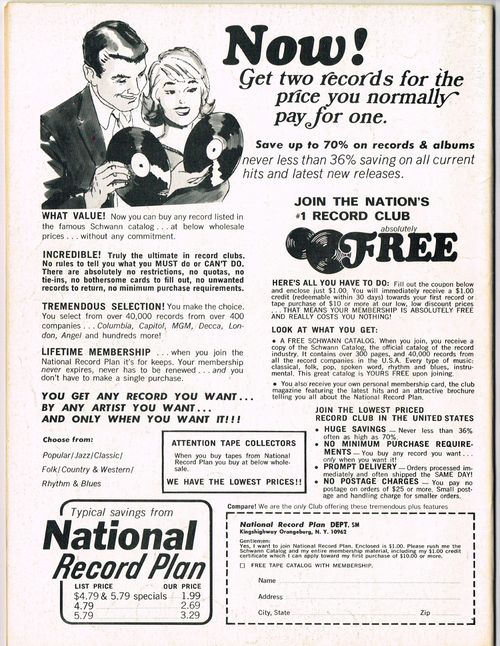 Now!
Get two records for the
price you normally
pay for one.
Save up to 70% on records & albums
never less than 36% saving on all current
hits and latest new releases.
WHAT VALUE! Now you can buy any record listed
in the famous Schwann catalog . . . at below wholesale
prices . . . without any commitment.
INCREDIBLE! Truly the ultimate in record clubs.
No rules to tell you what you MUST do or CAN'T DO.
There are absolutely no restrictions, no quotas, no
tie-ins, no bothersome cards to fill out, no unwanted
records to return, no minimum purchase requirements.
TREMENDOUS SELECTION! You make the choice.
You select from over 40,000 records from over 400
companies . . . Columbia, Capitol, MGM, Decca, Lon-
don, Angel and hundreds more!
LIFETIME MEMBERSHIP . . . when you join the
National Record Plan it's for keeps. Your membership
never expires, never has to be renewed . . . and you
don't have to make a single purchase.
YOU GET ANY RECORD YOU WANT...
BY ANY ARTIST YOU WANT...
AND ONLY WHEN YOU WANT IT!!!
Choose from:
Popular/Jazz/Classic/
Folk/Country & Western/
Rhythm & Blues
ATTENTION TAPE COLLECTORS
When you buy tapes from National
Record Plan you buy at below whole-
sale.
WE HAVE THE LOWEST PRICES!!
Typical savings from
National
Record Plan
LIST PRICE OUR PRICE
$4.79 & 5.79 specials 1.99
4.79 2.69
5.79 3.29
JOIN THE NATION'S
#1 RECORD CLUB
absolutely
FREE
HERE'S ALL YOU HAVE TO DO: Fill out the coupon below
and enclose just $1.00. You will immediately receive a $1.00
credit (redeemable within 30 days) towards your first record or
tape purchase of $10 or more at our low, low discount prices
. . . THAT MEANS YOUR MEMBERSHIP IS ABSOLUTELY FREE
AND REALLY COSTS YOU NOTHING!
LOOK AT WHAT YOU GET:
• A FREE SCHWANN CATALOG. When you join, you receive a
copy of the Schwann Catalog, the official catalog of the record
industry. It contains over 300 pages, and 40,000 records from
all the record companies in the U.S.A. Every type of music:
classical, folk, pop, spoken word, rhythm and blues, instru-
mental. This great catalog is YOURS FREE upon joining.
• You also receive your own personal membership card, the club
magazine featuring the latest hits and an attractive brochure
telling you all about the National Record Plan.
JOIN THE LOWEST PRICED
RECORD CLUB IN THE UNITED STATES
• HUGE SAVINGS — Never less than 36%
often as high as 70%.
• NO MINIMUM PURCHASE REQUIRE-
MENTS — You buy any record you want . . .
only when you want it!
• PROMPT DELIVERY — Orders processed im-
mediately and often shipped the SAME DAY!
• NO POSTAGE CHARGES — You pay no
postage on orders of $25 or more. Small post-
age and handling charge for smaller orders.
Compare! We are the only Club offering these tremendous plus features
National Record Plan DEPT. SM
Kingshighway Orangeburg, N. Y. 10962
Gentlemen:
Yes, I want to join National Record Plan. Enclosed is $1.00. Please rush me the
Schwann Catalog and my entire membership material, including my $1.00 credit
certificate which I can apply toward my first purchase of $10.00 or more.
☐ FREE TAPE CATALOG WITH MEMBERSHIP.
Name
Address
City, State Zip